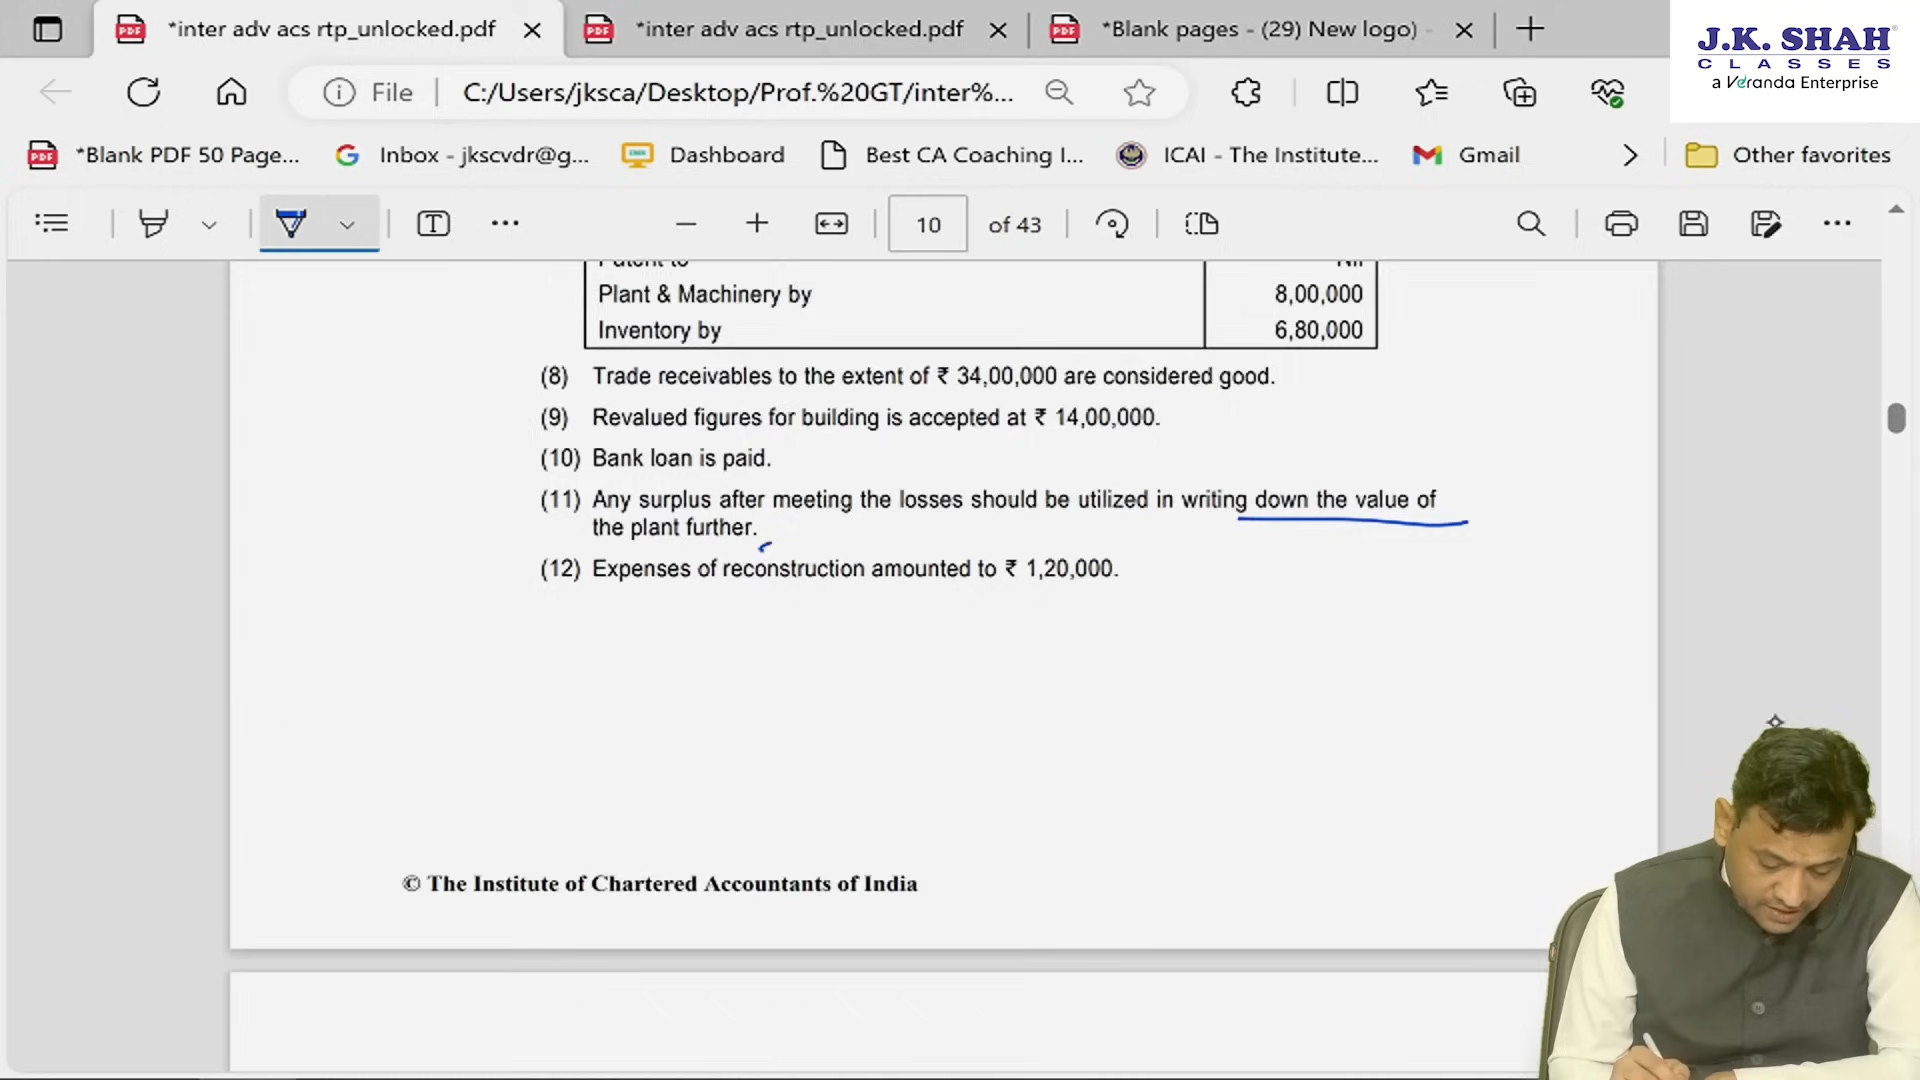 *inter adv acs rtp_unlocked.pdf
*inter adv acs rtp_unlocked.pdf
*Blank pages - (29) New logo) -
J.K. SHAH
CLASSES
a Veranda Enterprise
File
C:/Users/jksca/Desktop/Prof.%20GT/inter%...
*Blank PDF 50 Page...
Inbox - jkscvdr@g...
Dashboard
Best CA Coaching I...
ICAI - The Institute...
Gmail
Other favorites
10 of 43
Patent to Nil
Plant & Machinery by 8,00,000
Inventory by 6,80,000
(8) Trade receivables to the extent of ₹ 34,00,000 are considered good.
(9) Revalued figures for building is accepted at ₹ 14,00,000.
(10) Bank loan is paid.
(11) Any surplus after meeting the losses should be utilized in writing down the value of
the plant further.
(12) Expenses of reconstruction amounted to ₹ 1,20,000.
© The Institute of Chartered Accountants of India